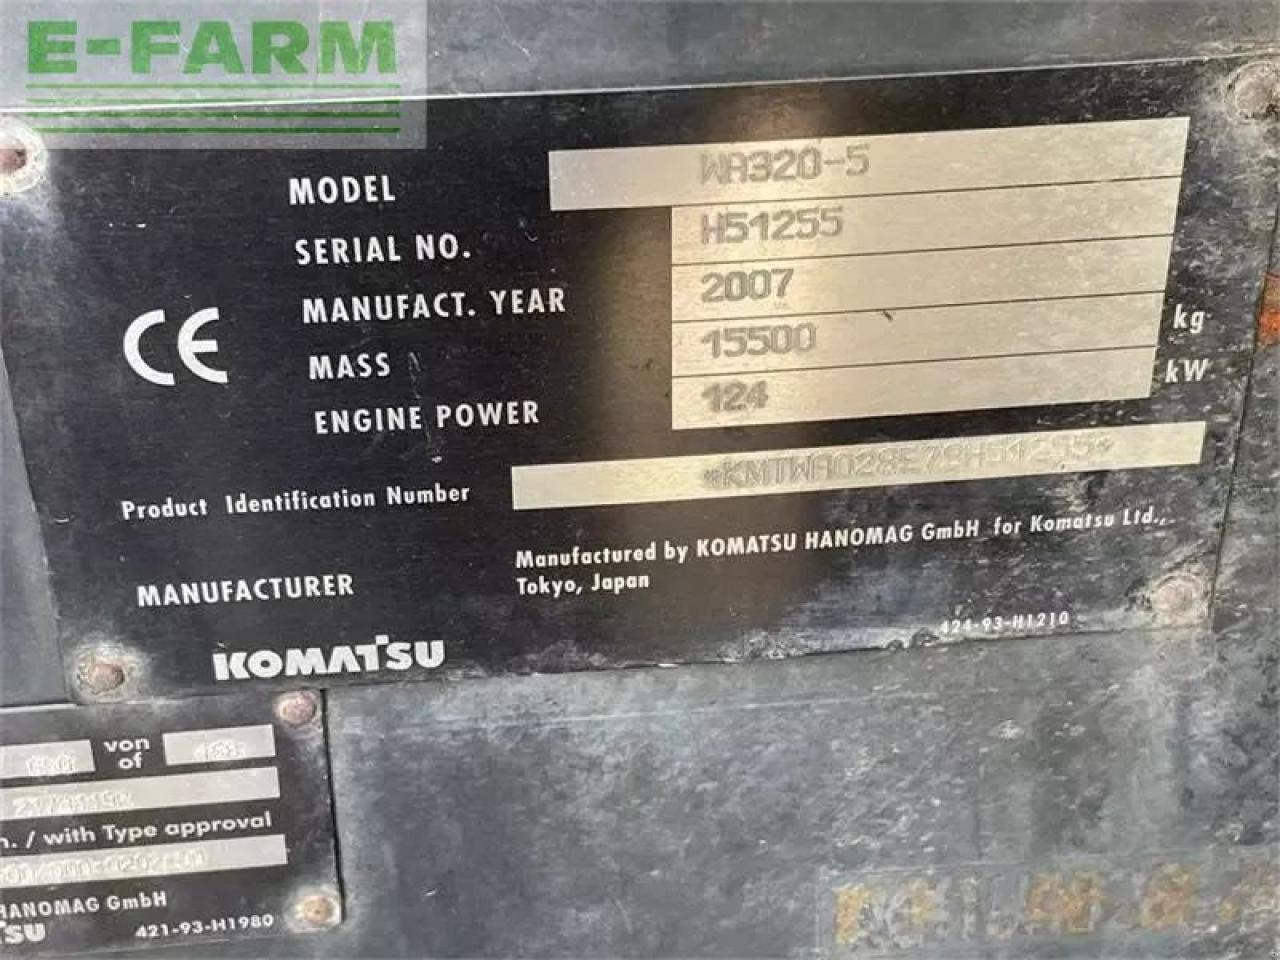 E-FARM
MODEL WA320-5
SERIAL NO. H51255
MANUFACT. YEAR 2007
MASS 15500 kg
ENGINE POWER 124 kW
CE
Product Identification Number
MANUFACTURER Manufactured by KOMATSU HANOMAG GmbH for Komatsu Ltd.,
Tokyo, Japan
424-93-H1210
KOMATSU
von
of
/ with Type approval
HANOMAG GmbH
421-93-H1980